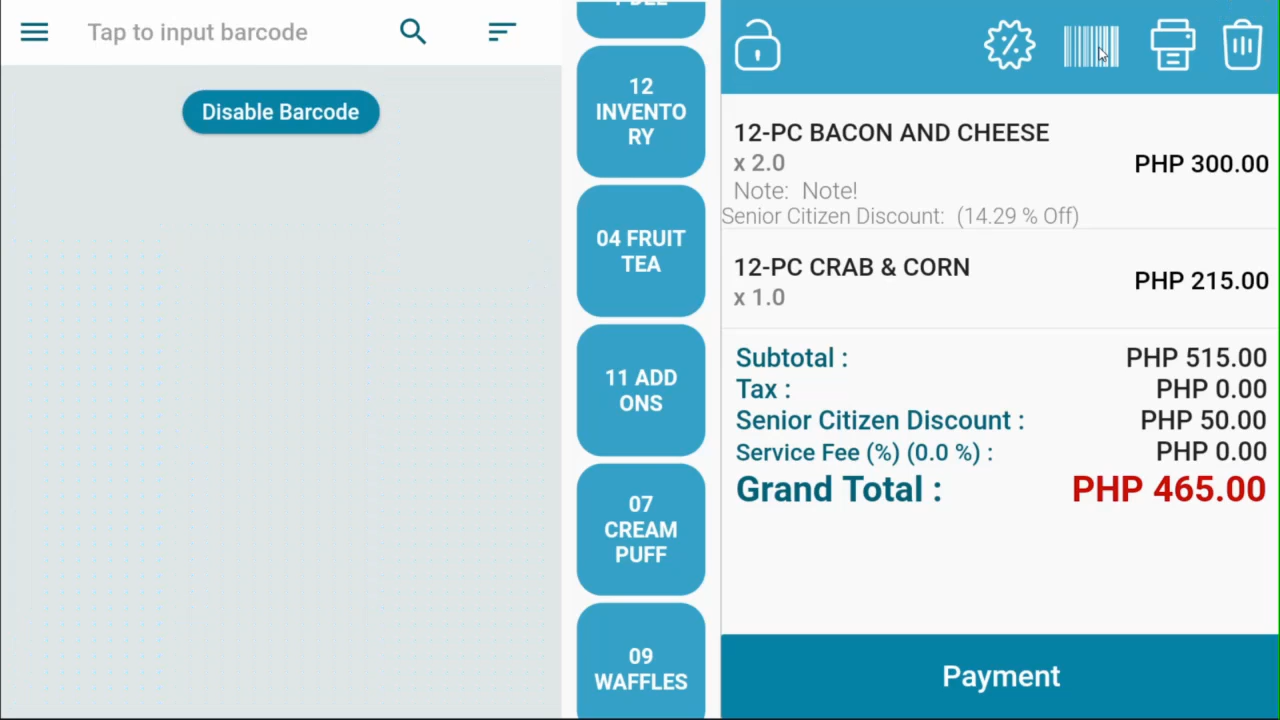 Tap to input barcode
Disable Barcode
12
INVENTO
RY
04 FRUIT
TEA
11 ADD
ONS
07
CREAM
PUFF
09
WAFFLES
12-PC BACON AND CHEESE
x 2.0
PHP 300.00
Note: Note!
Senior Citizen Discount: (14.29 % Off)
12-PC CRAB & CORN
x 1.0
PHP 215.00
Subtotal : PHP 515.00
Tax : PHP 0.00
Senior Citizen Discount : PHP 50.00
Service Fee (%) (0.0 %) : PHP 0.00
Grand Total : PHP 465.00
Payment